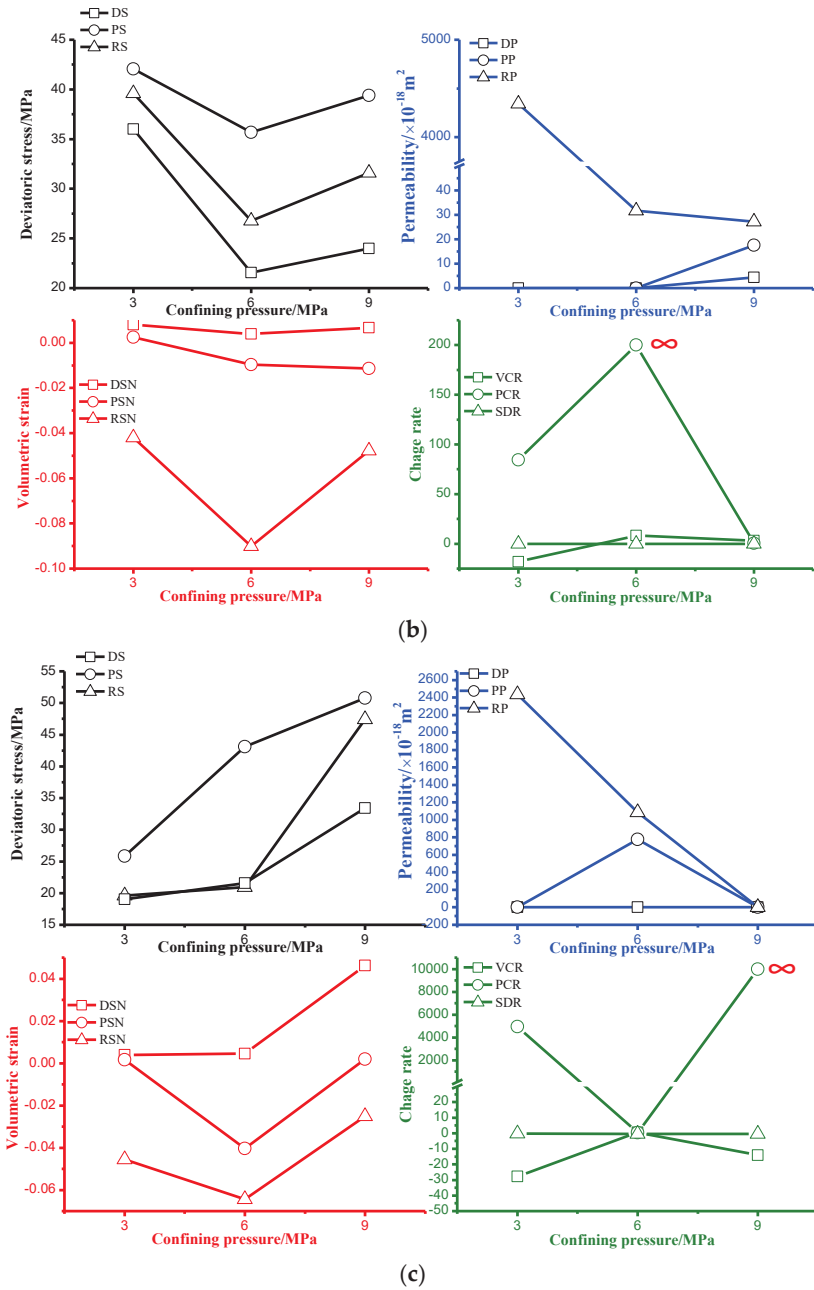 DS
PS
RS
45
40
35
30
25
20
3
6
9
Deviatoric stress/MPa
Confining pressure/MPa
DP
PP
RP
5000
4000
40
30
20
10
0
3
6
9
Permeability/×10⁻¹⁸m²
Confining pressure/MPa
0.00
-0.02
-0.04
-0.06
-0.08
-0.10
DSN
PSN
RSN
3
6
9
Volumetric strain
Confining pressure/MPa
200
150
100
50
0
∞
VCR
PCR
SDR
3
6
9
Chage rate
Confining pressure/MPa
(b)
DS
PS
RS
55
50
45
40
35
30
25
20
15
3
6
9
Deviatoric stress/MPa
Confining pressure/MPa
DP
PP
RP
2600
2400
2200
2000
1800
1600
1400
1200
1000
800
600
400
200
0
200
3
6
9
Permeability/×10⁻¹⁸m²
Confining pressure/MPa
0.04
0.02
0.00
-0.02
-0.04
-0.06
DSN
PSN
RSN
3
6
9
Volumetric strain
Confining pressure/MPa
VCR
PCR
SDR
10000
8000
6000
4000
2000
20
10
0
-10
-20
-30
-40
-50
∞
3
6
9
Chage rate
Confining pressure/MPa
(c)